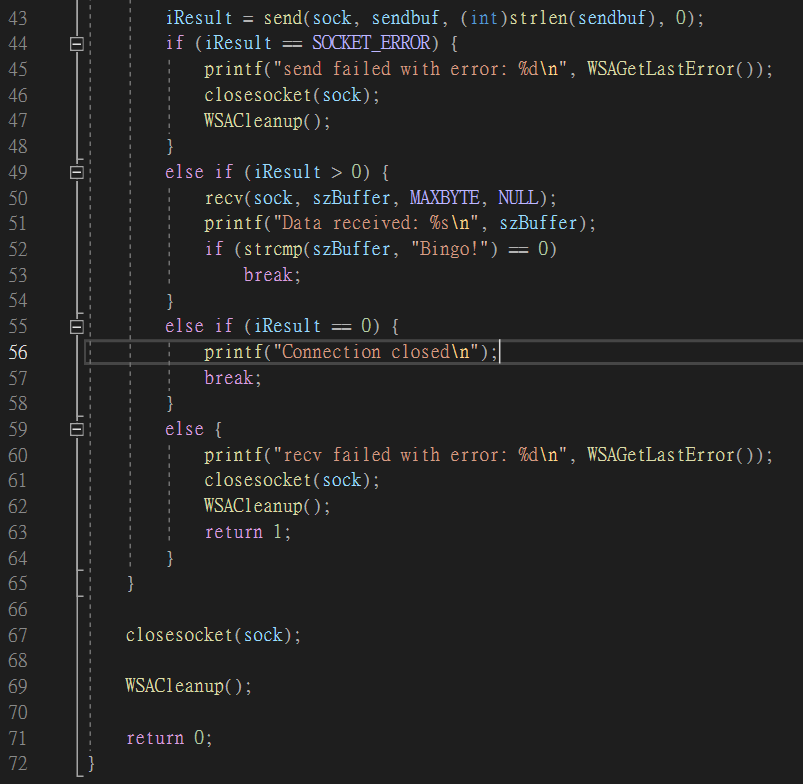 43 iResult = send(sock, sendbuf, (int)strlen(sendbuf), 0);
44 if (iResult == SOCKET_ERROR) {
45 printf("send failed with error: %d\n", WSAGetLastError());
46 closesocket(sock);
47 WSACleanup();
48 }
49 else if (iResult > 0) {
50 recv(sock, szBuffer, MAXBYTE, NULL);
51 printf("Data received: %s\n", szBuffer);
52 if (strcmp(szBuffer, "Bingo!") == 0)
53 break;
54 }
55 else if (iResult == 0) {
56 printf("Connection closed\n");
57 break;
58 }
59 else {
60 printf("recv failed with error: %d\n", WSAGetLastError());
61 closesocket(sock);
62 WSACleanup();
63 return 1;
64 }
65 }
66
67 closesocket(sock);
68
69 WSACleanup();
70
71 return 0;
72 }